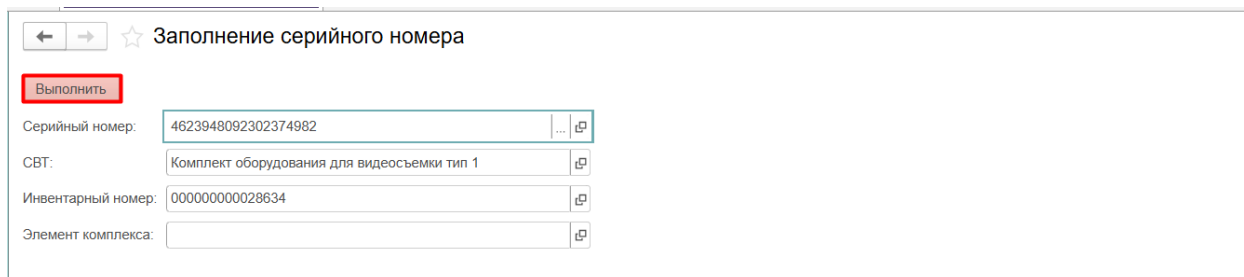 Заполнение серийного номера
Выполнить
Серийный номер: 4623948092302374982 ...
СВТ: Комплект оборудования для видеосъемки тип 1
Инвентарный номер: 000000000028634
Элемент комплекса: